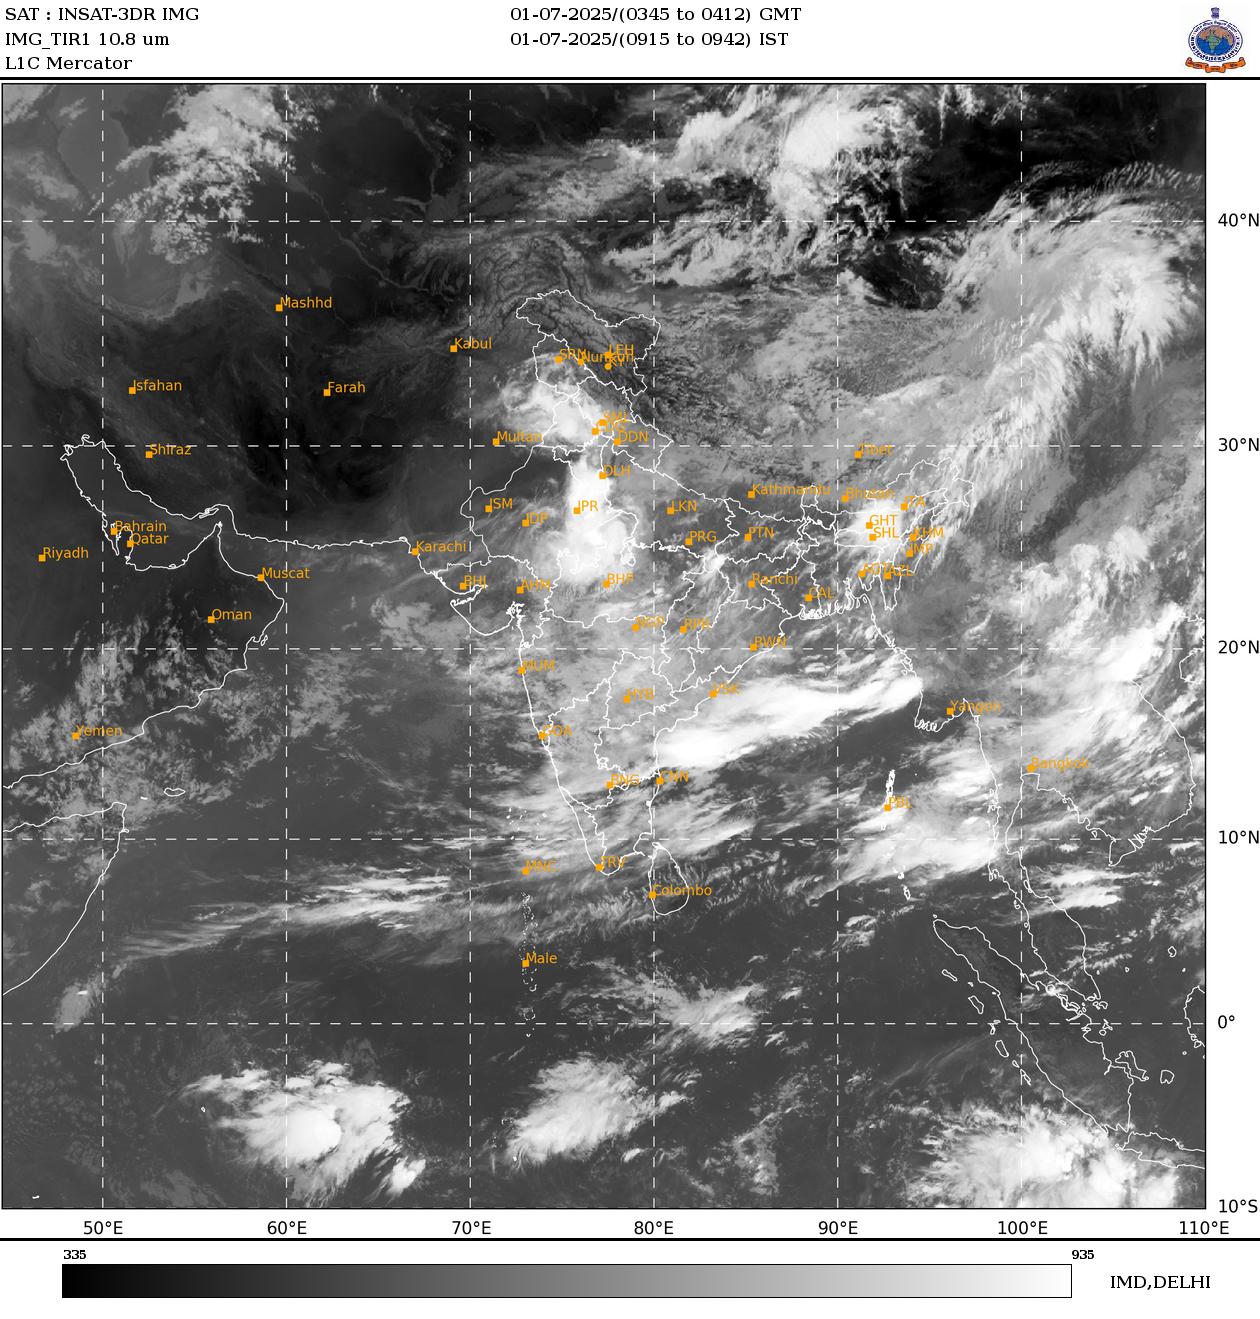 SAT : INSAT-3DR IMG
01-07-2025/(0345 to 0412) GMT
IMG_TIR1 10.8 um
01-07-2025/(0915 to 0942) IST
L1C Mercator
40°N
Mashhd
Kabul
LEH
SRN
Isfahan
Farah
SML
Multan
DDN
30°N
Shiraz
Tibet
DLH
Kathmandu
Bhutan
JSM
JPR
LKN
ITA
JDP
GHT
Bahrain
Qatar
PRG
PTN
SHL
KHM
Karachi
IMP
Riyadh
Muscat
AGT
AZL
BHJ
AHM
BHP
Ranchi
CAL
Oman
NGP
RPR
BWN
20°N
MUM
HYB
VSK
Yangon
Yemen
GOA
Bangkok
BNG
CNN
PBL
10°N
MNC
TRV
Colombo
Male
0°
10°S
50°E
60°E
70°E
80°E
90°E
100°E
110°E
335
935
IMD,DELHI